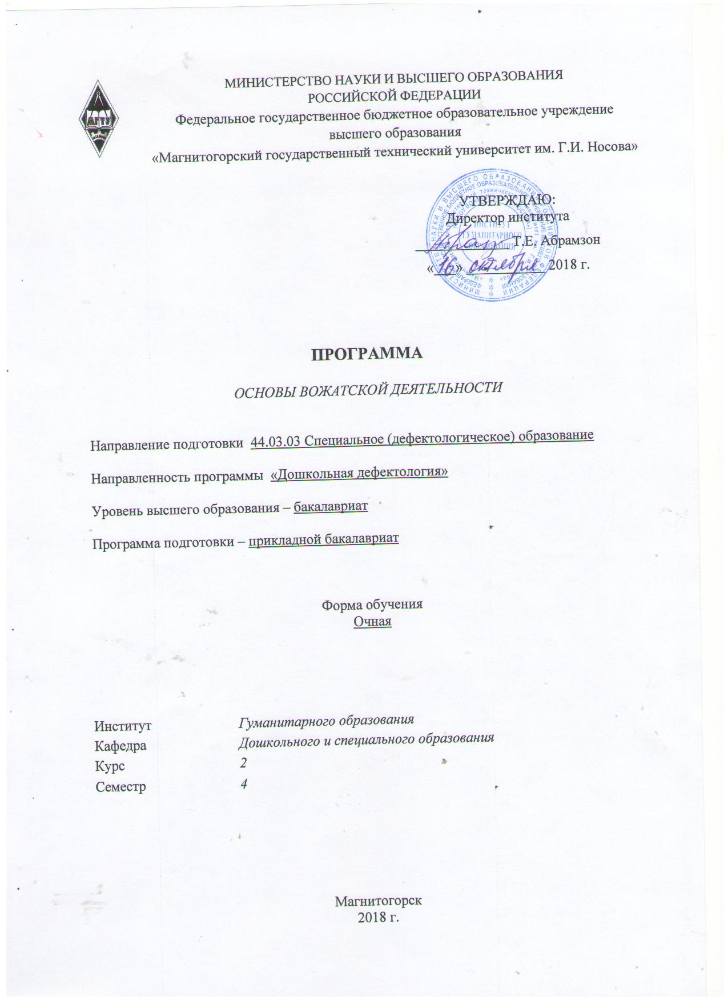 МИНИСТЕРСТВО НАУКИ И ВЫСШЕГО ОБРАЗОВАНИЯ
РОССИЙСКОЙ ФЕДЕРАЦИИ
Федеральное государственное бюджетное образовательное учреждение
высшего образования
«Магнитогорский государственный технический университет им. Г.И. Носова»
МГТУ
УТВЕРЖДАЮ:
Директор института
Т.Е. Абрамзон
«16» октября 2018 г.
ИНСТИТУТ
ГУМАНИТАРНОГО
ОБРАЗОВАНИЯ
ПРОГРАММА
ОСНОВЫ ВОЖАТСКОЙ ДЕЯТЕЛЬНОСТИ
Направление подготовки 44.03.03 Специальное (дефектологическое) образование
Направленность программы «Дошкольная дефектология»
Уровень высшего образования – бакалавриат
Программа подготовки – прикладной бакалавриат
Форма обучения
Очная
Институт Гуманитарного образования
Кафедра Дошкольного и специального образования
Курс 2
Семестр 4
Магнитогорск
2018 г.